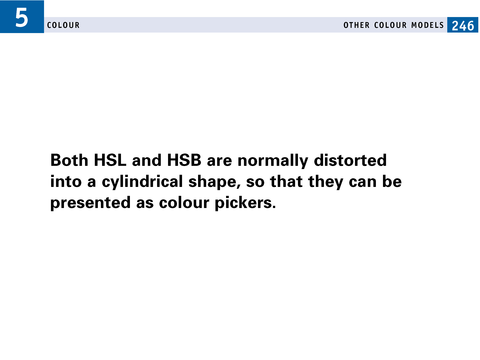 5
COLOUR
OTHER COLOUR MODELS 246
Both HSL and HSB are normally distorted
into a cylindrical shape, so that they can be
presented as colour pickers.